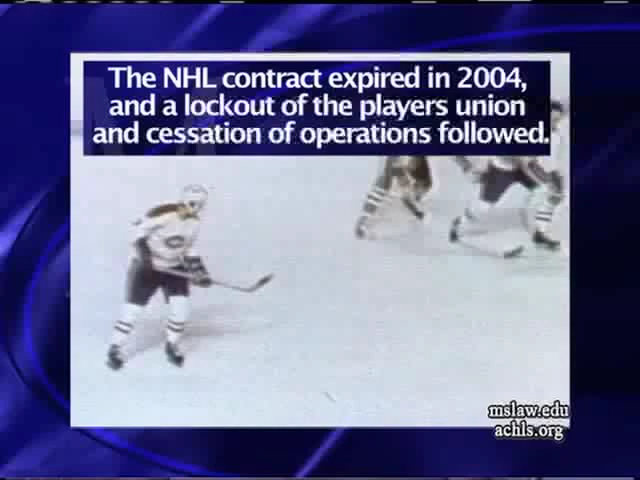 The NHL contract expired in 2004,
and a lockout of the players union
and cessation of operations followed.
mslaw.edu
achls.org